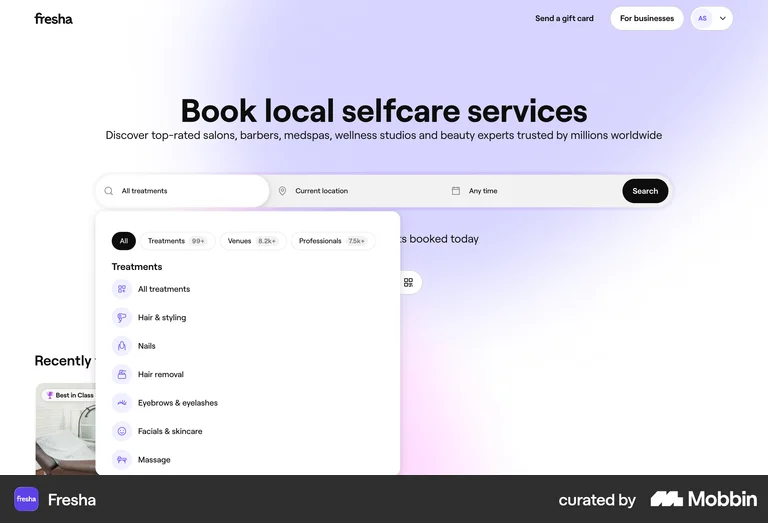 fresha
Send a gift card
For businesses
AS
Book local selfcare services
Discover top-rated salons, barbers, medspas, wellness studios and beauty experts trusted by millions worldwide
All treatments
Current location
Any time
Search
booked today
All
Treatments 99+
Venues 8.2k+
Professionals 7.5k+
Treatments
All treatments
Hair & styling
Nails
Hair removal
Eyebrows & eyelashes
Facials & skincare
Massage
Recently
Best in Class
fresha
Fresha
curated by
Mobbin